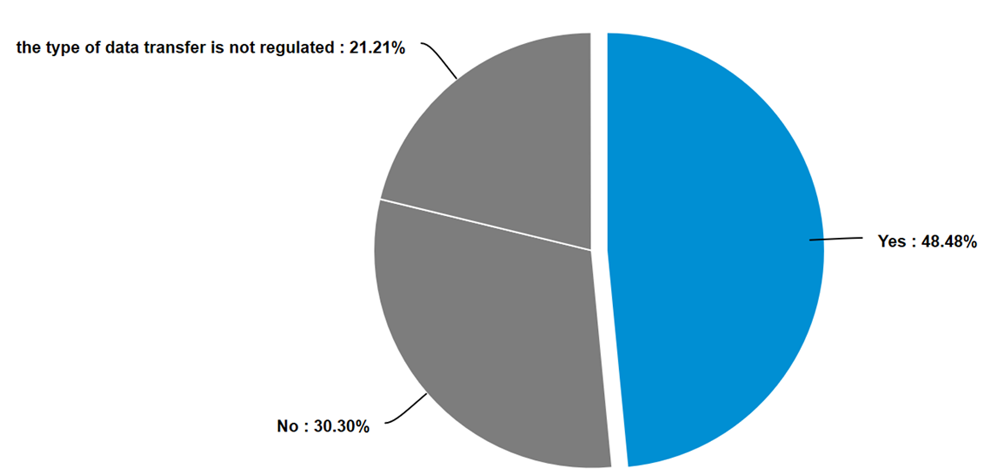 the type of data transfer is not regulated : 21.21%
Yes : 48.48%
No : 30.30%